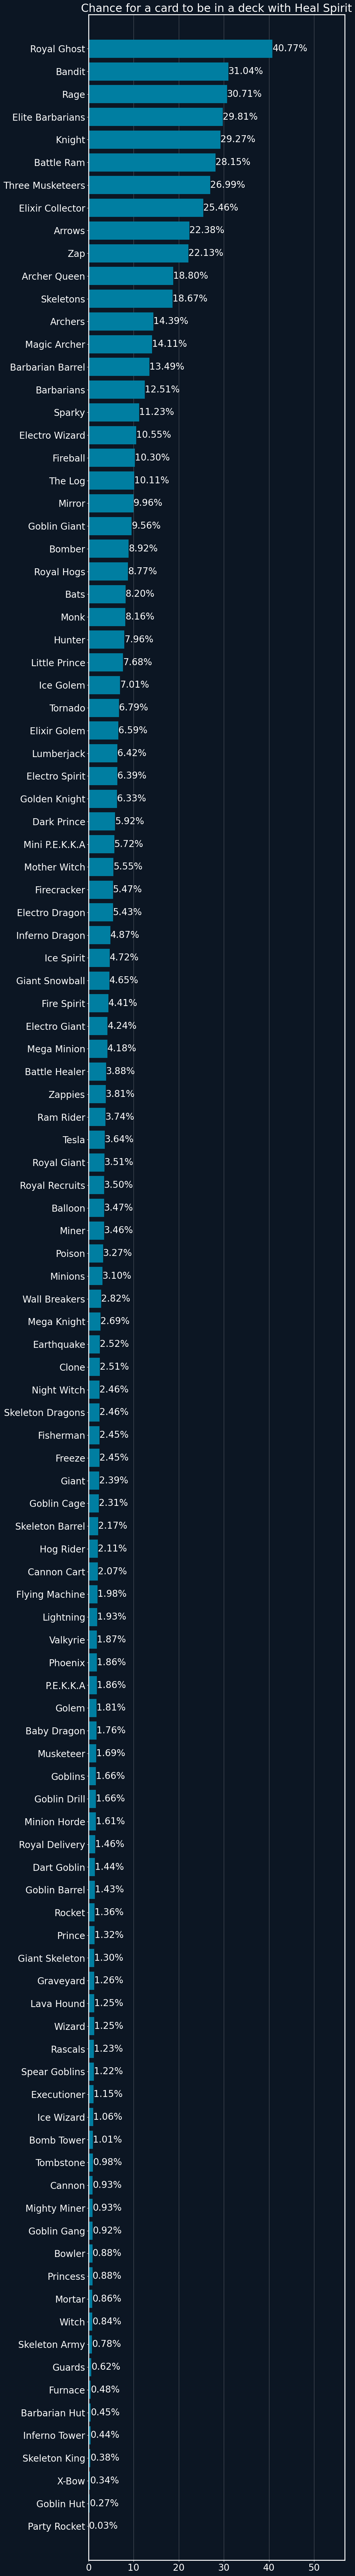 Chance for a card to be in a deck with Heal Spirit
Royal Ghost 40.77%
Bandit 31.04%
Rage 30.71%
Elite Barbarians 29.81%
Knight 29.27%
Battle Ram 28.15%
Three Musketeers 26.99%
Elixir Collector 25.46%
Arrows 22.38%
Zap 22.13%
Archer Queen 18.80%
Skeletons 18.67%
Archers 14.39%
Magic Archer 14.11%
Barbarian Barrel 13.49%
Barbarians 12.51%
Sparky 11.23%
Electro Wizard 10.55%
Fireball 10.30%
The Log 10.11%
Mirror 9.96%
Goblin Giant 9.56%
Bomber 8.92%
Royal Hogs 8.77%
Bats 8.20%
Monk 8.16%
Hunter 7.96%
Little Prince 7.68%
Ice Golem 7.01%
Tornado 6.79%
Elixir Golem 6.59%
Lumberjack 6.42%
Electro Spirit 6.39%
Golden Knight 6.33%
Dark Prince 5.92%
Mini P.E.K.K.A 5.72%
Mother Witch 5.55%
Firecracker 5.47%
Electro Dragon 5.43%
Inferno Dragon 4.87%
Ice Spirit 4.72%
Giant Snowball 4.65%
Fire Spirit 4.41%
Electro Giant 4.24%
Mega Minion 4.18%
Battle Healer 3.88%
Zappies 3.81%
Ram Rider 3.74%
Tesla 3.64%
Royal Giant 3.51%
Royal Recruits 3.50%
Balloon 3.47%
Miner 3.46%
Poison 3.27%
Minions 3.10%
Wall Breakers 2.82%
Mega Knight 2.69%
Earthquake 2.52%
Clone 2.51%
Night Witch 2.46%
Skeleton Dragons 2.46%
Fisherman 2.45%
Freeze 2.45%
Giant 2.39%
Goblin Cage 2.31%
Skeleton Barrel 2.17%
Hog Rider 2.11%
Cannon Cart 2.07%
Flying Machine 1.98%
Lightning 1.93%
Valkyrie 1.87%
Phoenix 1.86%
P.E.K.K.A 1.86%
Golem 1.81%
Baby Dragon 1.76%
Musketeer 1.69%
Goblins 1.66%
Goblin Drill 1.66%
Minion Horde 1.61%
Royal Delivery 1.46%
Dart Goblin 1.44%
Goblin Barrel 1.43%
Rocket 1.36%
Prince 1.32%
Giant Skeleton 1.30%
Graveyard 1.26%
Lava Hound 1.25%
Wizard 1.25%
Rascals 1.23%
Spear Goblins 1.22%
Executioner 1.15%
Ice Wizard 1.06%
Bomb Tower 1.01%
Tombstone 0.98%
Cannon 0.93%
Mighty Miner 0.93%
Goblin Gang 0.92%
Bowler 0.88%
Princess 0.88%
Mortar 0.86%
Witch 0.84%
Skeleton Army 0.78%
Guards 0.62%
Furnace 0.48%
Barbarian Hut 0.45%
Inferno Tower 0.44%
Skeleton King 0.38%
X-Bow 0.34%
Goblin Hut 0.27%
Party Rocket 0.03%
0 10 20 30 40 50